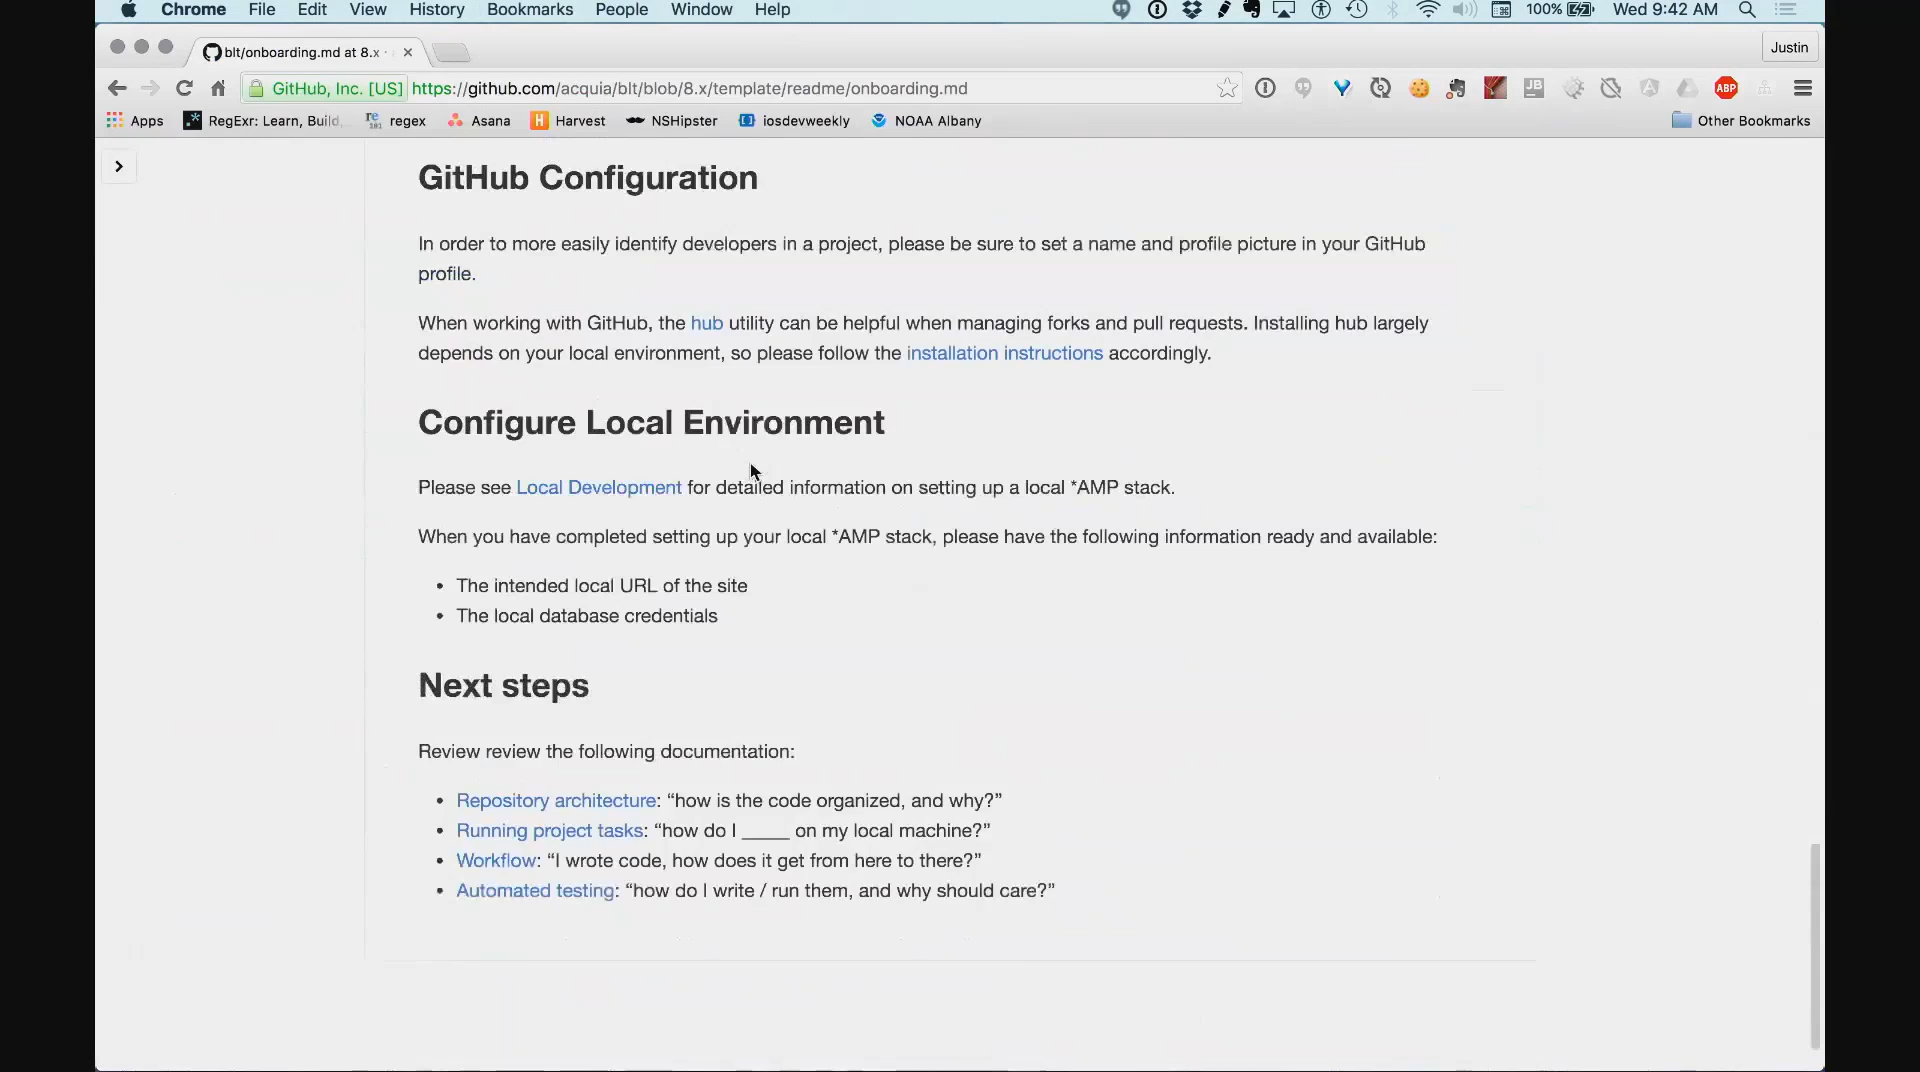 Chrome File Edit View History Bookmarks People Window Help 100% Wed 9:42 AM
blt/onboarding.md at 8.x · Justin
GitHub, Inc. [US] https://github.com/acquia/blt/blob/8.x/template/readme/onboarding.md JB ABP
Apps RegExr: Learn, Build, re 101 regex Asana H Harvest NSHipster iosdevweekly NOAA Albany Other Bookmarks
GitHub Configuration
In order to more easily identify developers in a project, please be sure to set a name and profile picture in your GitHub
profile.
When working with GitHub, the hub utility can be helpful when managing forks and pull requests. Installing hub largely
depends on your local environment, so please follow the installation instructions accordingly.
Configure Local Environment
Please see Local Development for detailed information on setting up a local *AMP stack.
When you have completed setting up your local *AMP stack, please have the following information ready and available:
• The intended local URL of the site
• The local database credentials
Next steps
Review review the following documentation:
• Repository architecture: “how is the code organized, and why?”
• Running project tasks: “how do I _____ on my local machine?”
• Workflow: “I wrote code, how does it get from here to there?”
• Automated testing: “how do I write / run them, and why should care?”